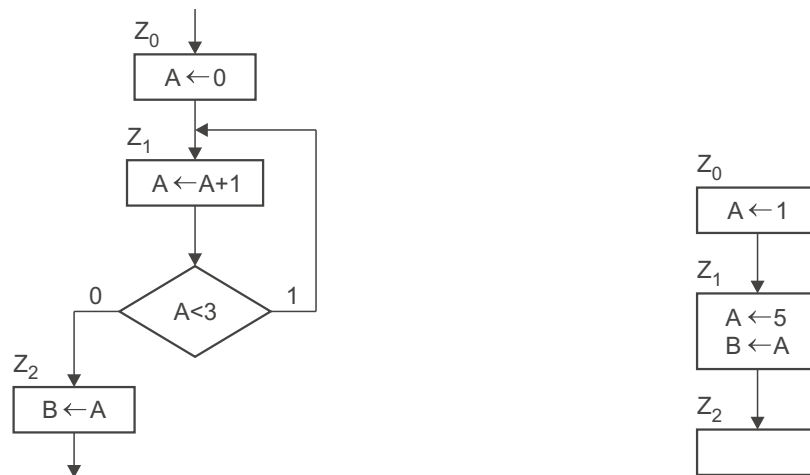 Z0
A ← 0
Z1
A ← A+1
A<3
0
1
Z2
B ← A
Z0
A ← 1
Z1
A ← 5
B ← A
Z2